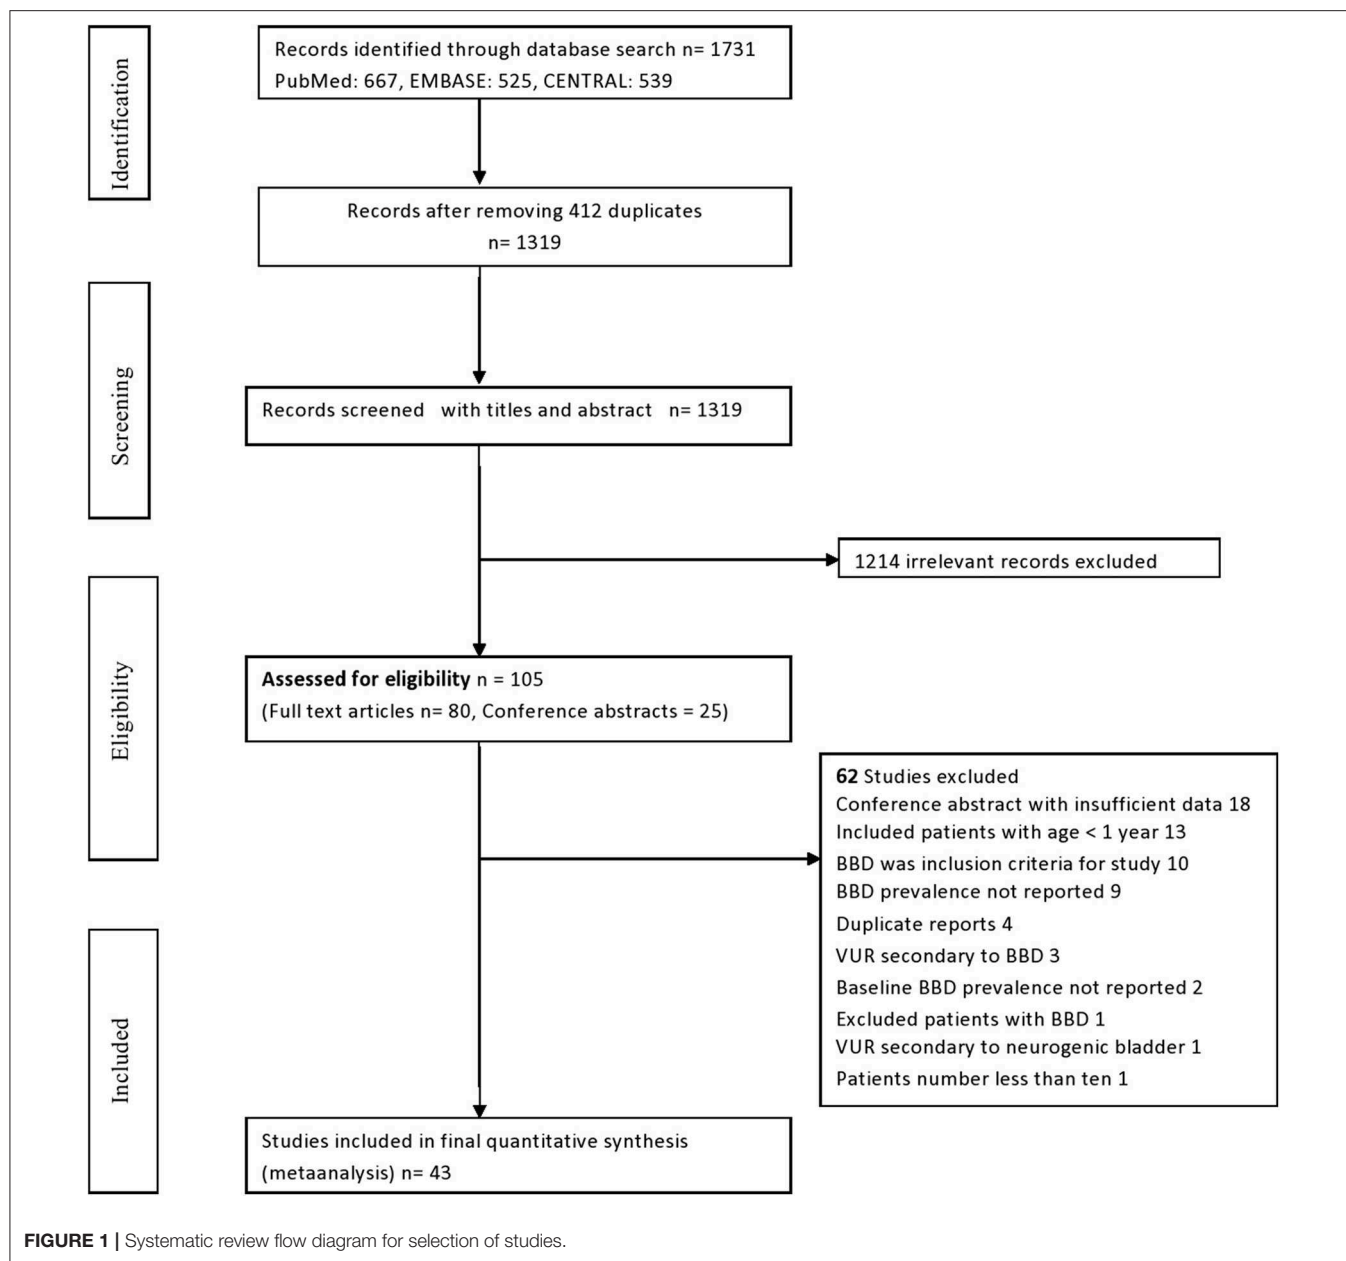 Identification
Records identified through database search n= 1731
PubMed: 667, EMBASE: 525, CENTRAL: 539
Records after removing 412 duplicates
n= 1319
Screening
Records screened with titles and abstract n= 1319
1214 irrelevant records excluded
Eligibility
Assessed for eligibility n = 105
(Full text articles n= 80, Conference abstracts = 25)
62 Studies excluded
Conference abstract with insufficient data 18
Included patients with age < 1 year 13
BBD was inclusion criteria for study 10
BBD prevalence not reported 9
Duplicate reports 4
VUR secondary to BBD 3
Baseline BBD prevalence not reported 2
Excluded patients with BBD 1
VUR secondary to neurogenic bladder 1
Patients number less than ten 1
Included
Studies included in final quantitative synthesis
(metaanalysis) n= 43
FIGURE 1 | Systematic review flow diagram for selection of studies.